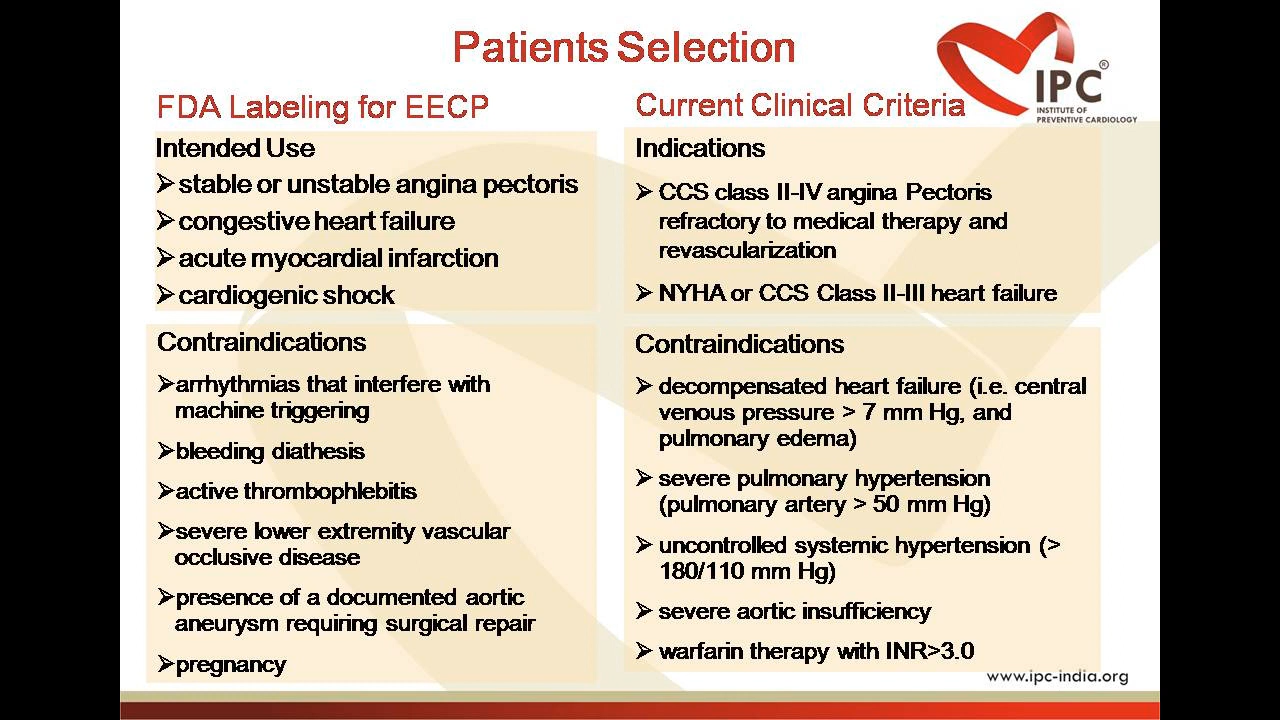 Patients Selection
IPC®
INSTITUTE OF
PREVENTIVE CARDIOLOGY
FDA Labeling for EECP
Intended Use
➢stable or unstable angina pectoris
➢congestive heart failure
➢acute myocardial infarction
➢cardiogenic shock
Contraindications
➢arrhythmias that interfere with
machine triggering
➢bleeding diathesis
➢active thrombophlebitis
➢severe lower extremity vascular
occlusive disease
➢presence of a documented aortic
aneurysm requiring surgical repair
➢pregnancy
Current Clinical Criteria
Indications
➢ CCS class II-IV angina Pectoris
refractory to medical therapy and
revascularization
➢ NYHA or CCS Class II-III heart failure
Contraindications
➢ decompensated heart failure (i.e. central
venous pressure > 7 mm Hg, and
pulmonary edema)
➢ severe pulmonary hypertension
(pulmonary artery > 50 mm Hg)
➢ uncontrolled systemic hypertension (>
180/110 mm Hg)
➢ severe aortic insufficiency
➢ warfarin therapy with INR>3.0
www.ipc-india.org